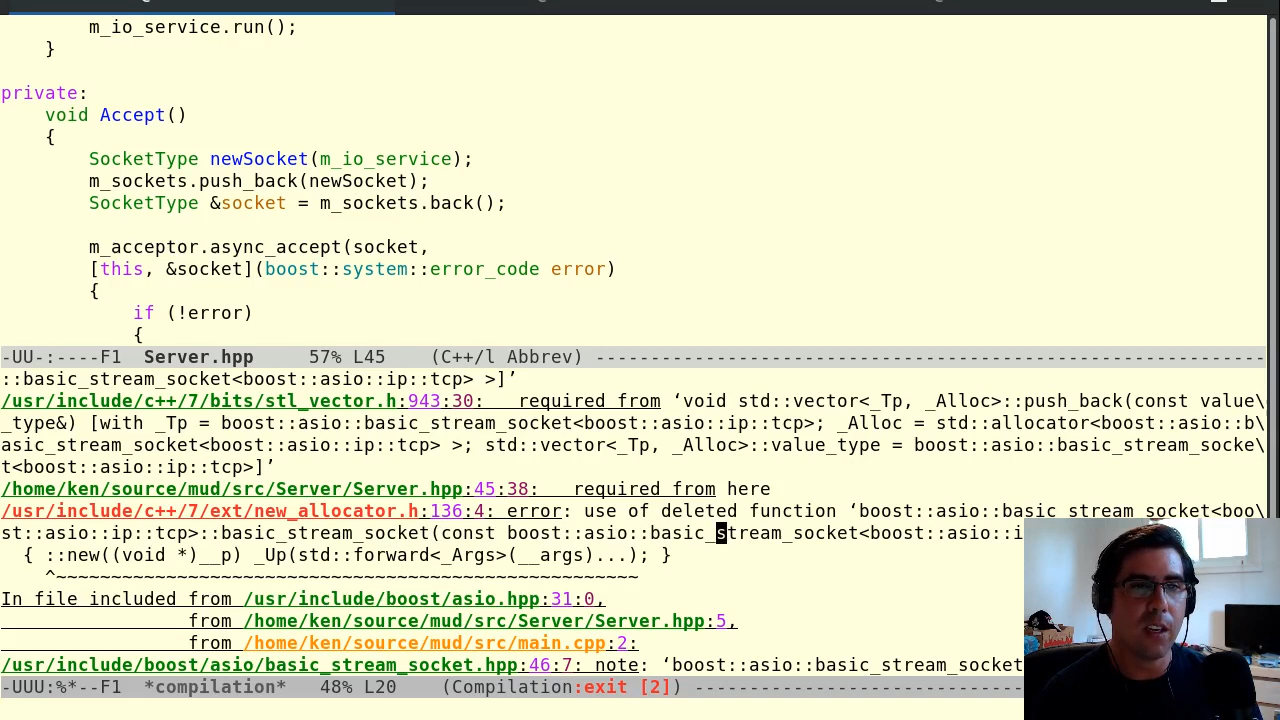 m_io_service.run();
    }
private:
    void Accept()
    {
        SocketType newSocket(m_io_service);
        m_sockets.push_back(newSocket);
        SocketType &socket = m_sockets.back();
        m_acceptor.async_accept(socket,
        [this, &socket](boost::system::error_code error)
        {
            if (!error)
            {
-UU-:----F1  Server.hpp     57% L45    (C++/l Abbrev) -------------------------------------------------------------
::basic_stream_socket<boost::asio::ip::tcp> >]’
/usr/include/c++/7/bits/stl_vector.h:943:30:   required from ‘void std::vector<_Tp, _Alloc>::push_back(const value\
_type&) [with _Tp = boost::asio::basic_stream_socket<boost::asio::ip::tcp>; _Alloc = std::allocator<boost::asio::b\
asic_stream_socket<boost::asio::ip::tcp> >; std::vector<_Tp, _Alloc>::value_type = boost::asio::basic_stream_socke\
t<boost::asio::ip::tcp>]’
/home/ken/source/mud/src/Server/Server.hpp:45:38:   required from here
/usr/include/c++/7/ext/new_allocator.h:136:4: error: use of deleted function ‘boost::asio::basic_stream_socket<boo\
st::asio::ip::tcp>::basic_stream_socket(const boost::asio::basic_stream_socket<boost::asio::i
  { ::new((void *)__p) _Up(std::forward<_Args>(__args)...); }
    ^~~~~~~~~~~~~~~~~~~~~~~~~~~~~~~~~~~~~~~~~~~~~~~~~~~~~~
In file included from /usr/include/boost/asio.hpp:31:0,
                 from /home/ken/source/mud/src/Server/Server.hpp:5,
                 from /home/ken/source/mud/src/main.cpp:2:
/usr/include/boost/asio/basic_stream_socket.hpp:46:7: note: ‘boost::asio::basic_stream_socket
-UUU:%*--F1  *compilation*   48% L20    (Compilation:exit [2]) ------------------------------